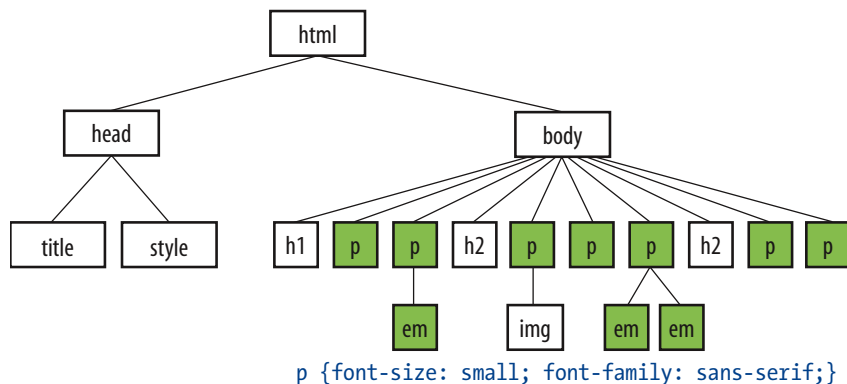 html
head body
title style h1 p p h2 p p p h2 p p
em img em em
p {font-size: small; font-family: sans-serif;}